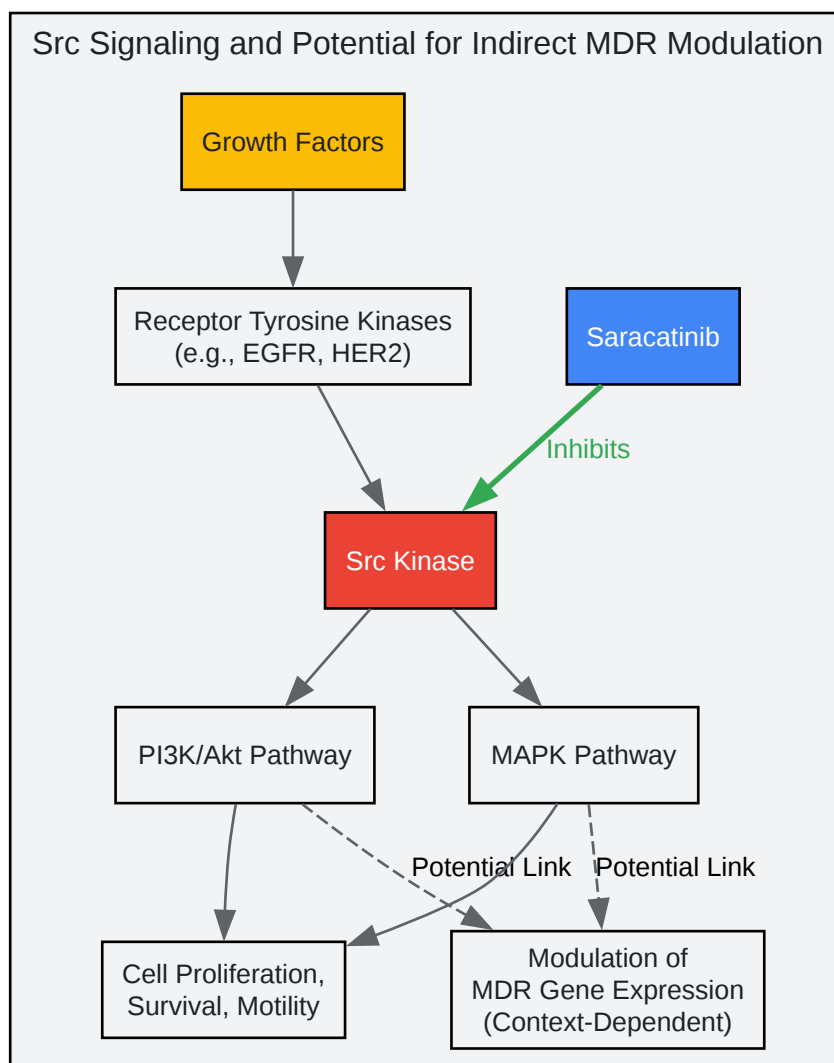 Src Signaling and Potential for Indirect MDR Modulation
Growth Factors
Receptor Tyrosine Kinases
(e.g., EGFR, HER2)
Saracatinib
Inhibits
Src Kinase
PI3K/Akt Pathway
MAPK Pathway
Potential Link
Potential Link
Cell Proliferation,
Survival, Motility
Modulation of
MDR Gene Expression
(Context-Dependent)